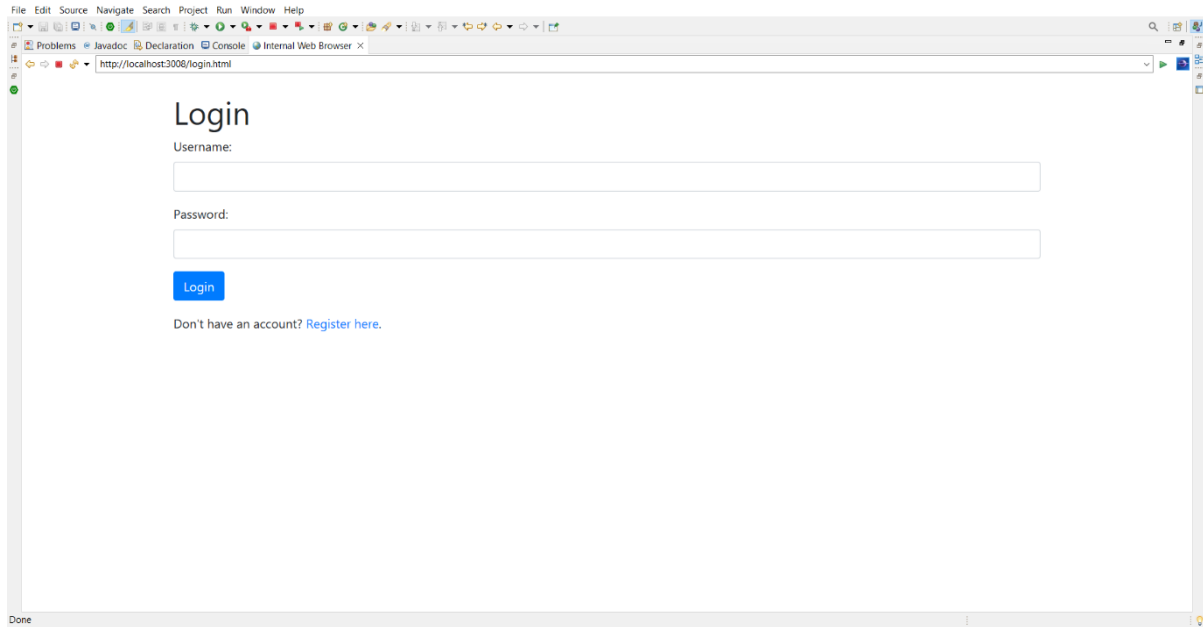 File Edit Source Navigate Search Project Run Window Help
Problems Javadoc Declaration Console Internal Web Browser
http://localhost:3008/login.html
Login
Username:
Password:
Login
Don't have an account? Register here.
Done